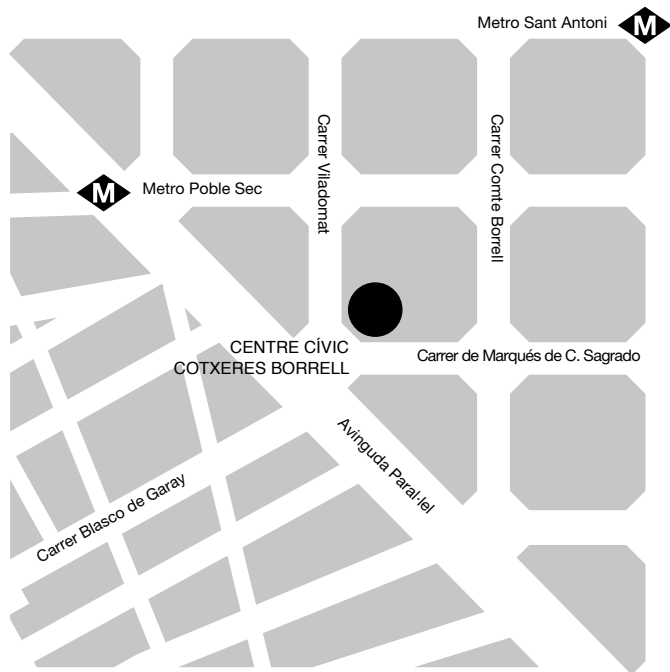 Metro Sant Antoni M
Carrer Viladomat
Carrer Comte Borrell
M Metro Poble Sec
CENTRE CÍVIC
COTXERES BORRELL
Carrer de Marqués de C. Sagrado
Avinguda Paral·lel
Carrer Blasco de Garay